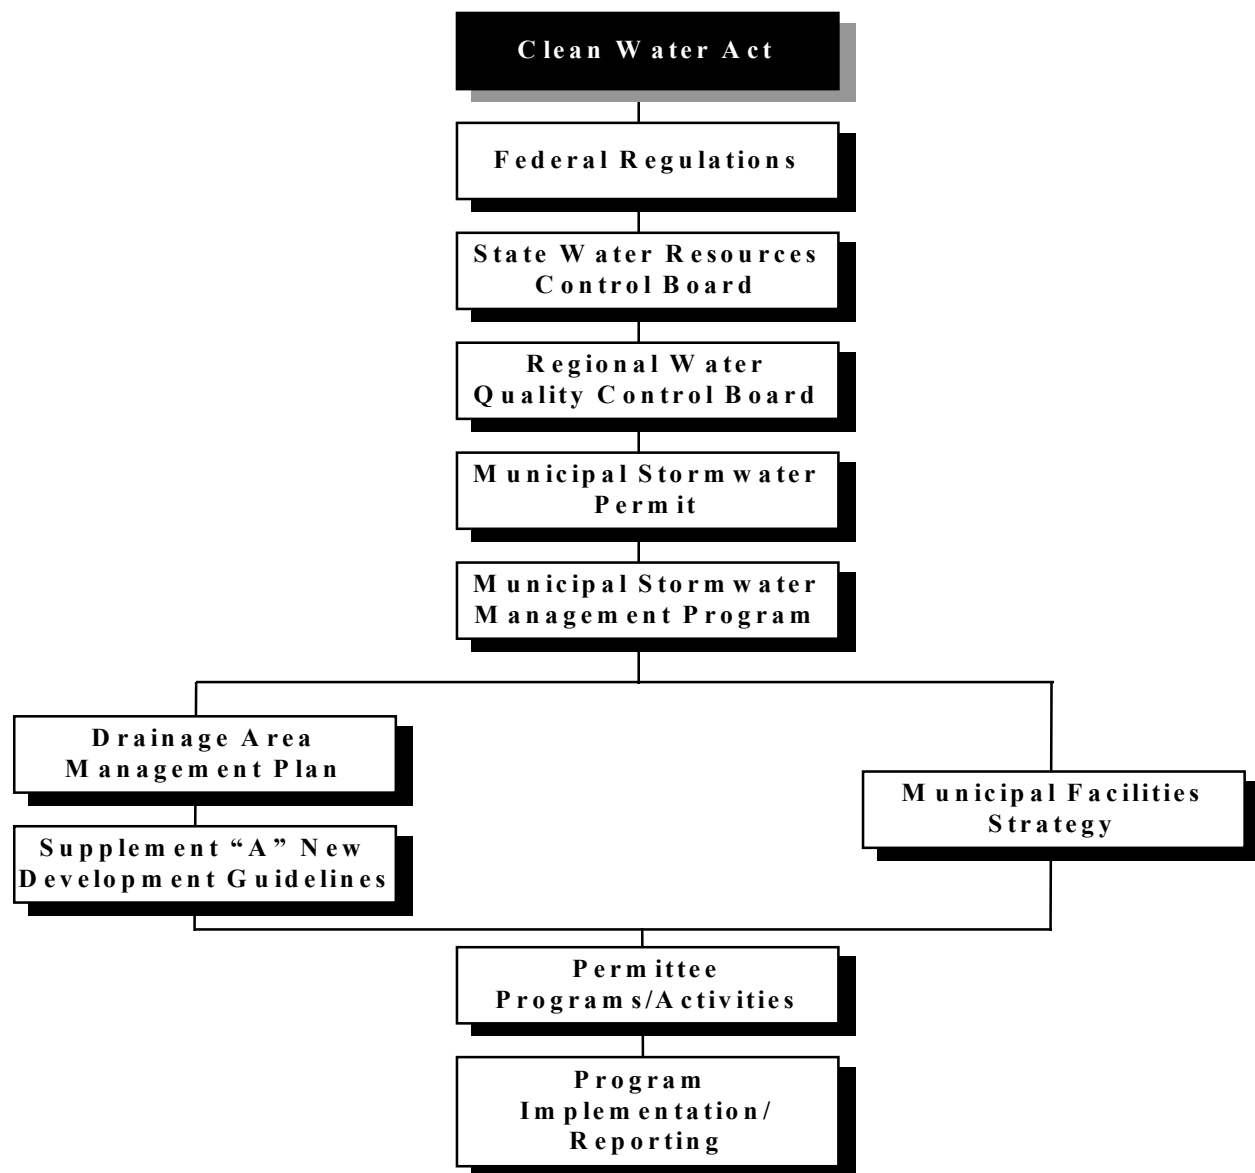 Clean Water Act
Federal Regulations
State Water Resources
Control Board
Regional Water
Quality Control Board
Municipal Stormwater
Permit
Municipal Stormwater
Management Program
Drainage Area
Management Plan
Municipal Facilities
Strategy
Supplement “A” New
Development Guidelines
Permittee
Programs/Activities
Program
Implementation/
Reporting